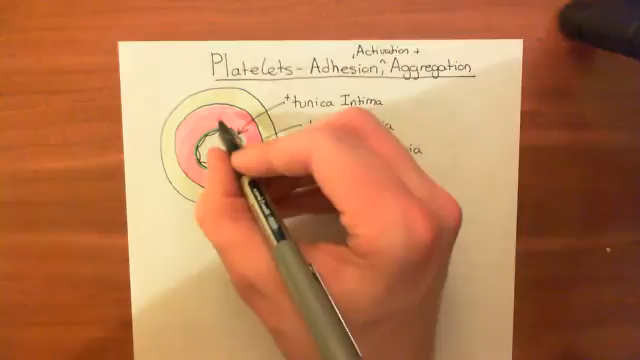 Activation +
Platelets - Adhesion, ^ Aggregation
+ tunica Intima